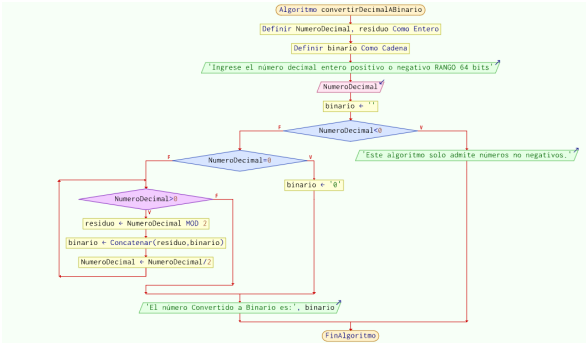 Algoritmo convertirDecimalABinario
Definir NumeroDecimal, residuo Como Entero
Definir binario Como Cadena
'Ingrese el número decimal entero positivo o negativo RANGO 64 bits'
NumeroDecimal
binario ← ''
NumeroDecimal<0
F
V
NumeroDecimal=0
'Este algoritmo solo admite números no negativos.'
F
V
binario ← '0'
NumeroDecimal>0
F
V
residuo ← NumeroDecimal MOD 2
binario ← Concatenar(residuo,binario)
NumeroDecimal ← NumeroDecimal/2
'El número Convertido a Binario es:', binario
FinAlgoritmo